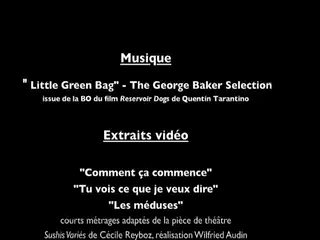 Musique
" Little Green Bag" - The George Baker Selection
issue de la BO du film Reservoir Dogs de Quentin Tarantino
Extraits vidéo
"Comment ça commence"
"Tu vois ce que je veux dire"
"Les méduses"
courts métrages adaptés de la pièce de théâtre
Sushis Variés de Cécile Reyboz, réalisation Wilfried Audin